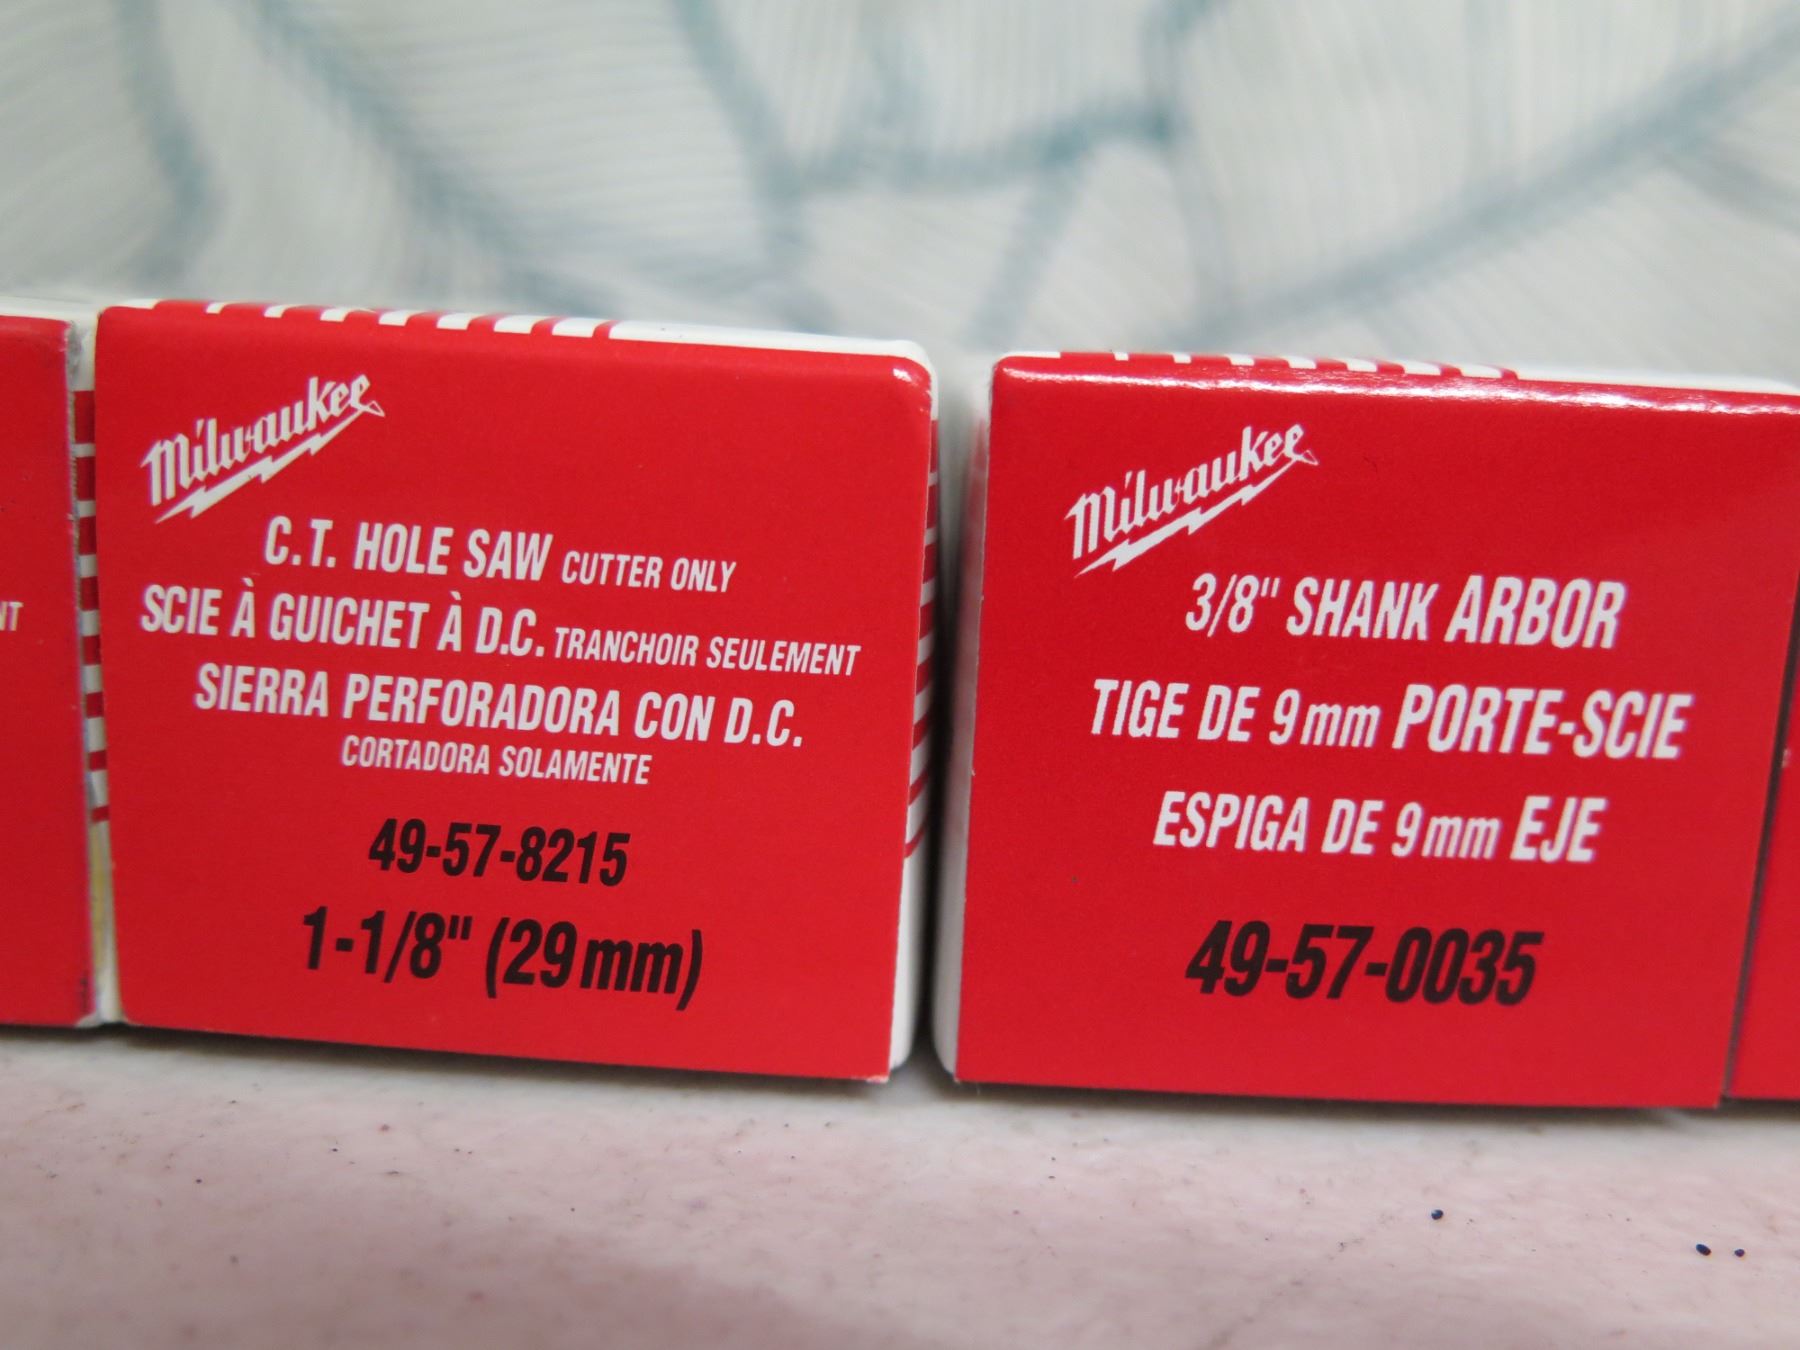 NT
Milwaukee
C.T. HOLE SAW CUTTER ONLY
SCIE À GUICHET À D.C. TRANCHOIR SEULEMENT
SIERRA PERFORADORA CON D.C.
CORTADORA SOLAMENTE
49-57-8215
1-1/8" (29mm)
Milwaukee
3/8" SHANK ARBOR
TIGE DE 9mm PORTE-SCIE
ESPIGA DE 9mm EJE
49-57-0035